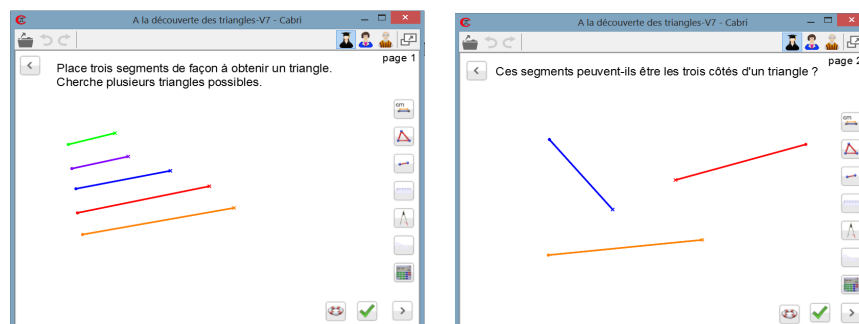 A la découverte des triangles-V7 - Cabri
page 1
Place trois segments de façon à obtenir un triangle.
Cherche plusieurs triangles possibles.
cm
A la découverte des triangles-V7 - Cabri
page 2
Ces segments peuvent-ils être les trois côtés d'un triangle ?
cm